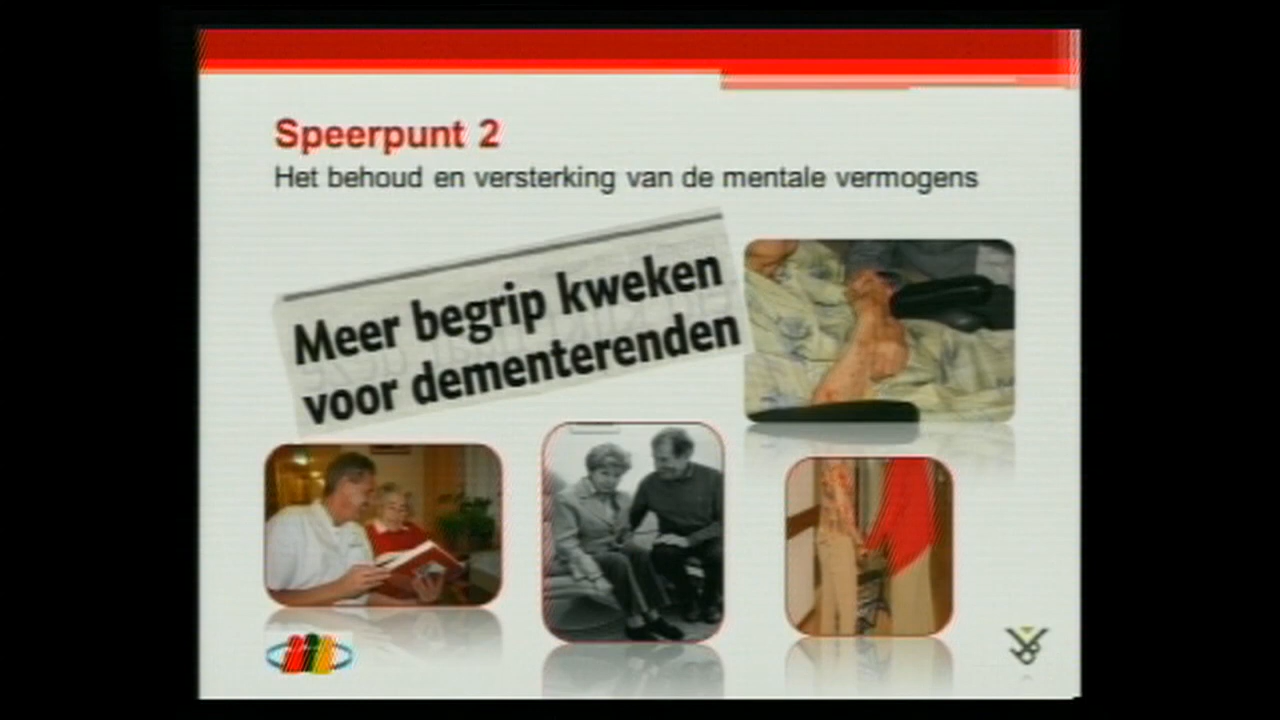 Speerpunt 2
Het behoud en versterking van de mentale vermogens
Meer begrip kweken
voor dementerenden